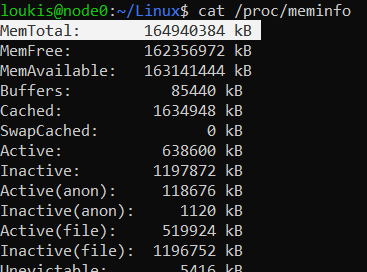 loukis@node0:~/Linux$ cat /proc/meminfo
MemTotal:       164940384 kB
MemFree:        162356972 kB
MemAvailable:   163141444 kB
Buffers:           85440 kB
Cached:          1634948 kB
SwapCached:            0 kB
Active:           638600 kB
Inactive:        1197872 kB
Active(anon):     118676 kB
Inactive(anon):     1120 kB
Active(file):     519924 kB
Inactive(file):  1196752 kB
Unevictable:        5416 kB